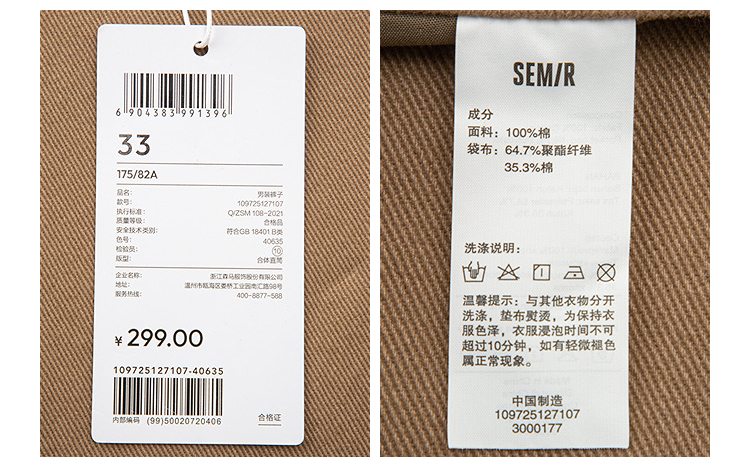 6 904383 991396
33
175/82A
品名: 男装裤子
款号: 109725127107
执行标准: Q/ZSM 108-2021
质量等级: 合格品
安全技术类别: 符合GB 18401 B类
色号: 40635
检验员: 10
版型: 合体直筒
企业名称: 浙江森马服饰股份有限公司
地址: 温州市瓯海区娄桥工业园南汇路98号
服务热线: 400-8877-588
¥ 299.00
109725127107-40635
内部编码 (99)50020720406
合格证
SEMIR
成分
面料: 100%棉
袋布: 64.7%聚酯纤维
35.3%棉
洗涤说明:
温馨提示: 与其他衣物分开
洗涤, 垫布熨烫, 为保持衣
服色泽, 衣服浸泡时间不可
超过10分钟, 如有轻微褪色
属正常现象。
中国制造
109725127107
3000177